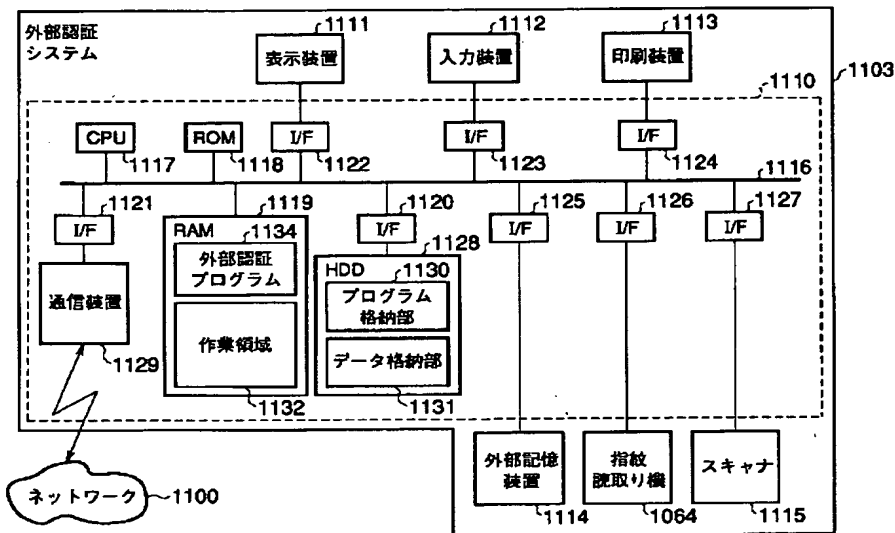 外部認証
システム
1111
1112
1113
表示装置
入力装置
印刷装置
1103
1110
CPU
ROM
I/F
I/F
I/F
1117
1118
1122
1123
1124
1116
1121
1119
1120
1125
1126
1127
I/F
RAM
1134
I/F
I/F
I/F
I/F
外部認証
プログラム
1128
HDD
1130
プログラム
格納部
通信装置
作業領域
データ格納部
1129
1132
1131
外部記憶
装置
指紋
読取り機
スキャナ
ネットワーク
1100
1114
1064
1115